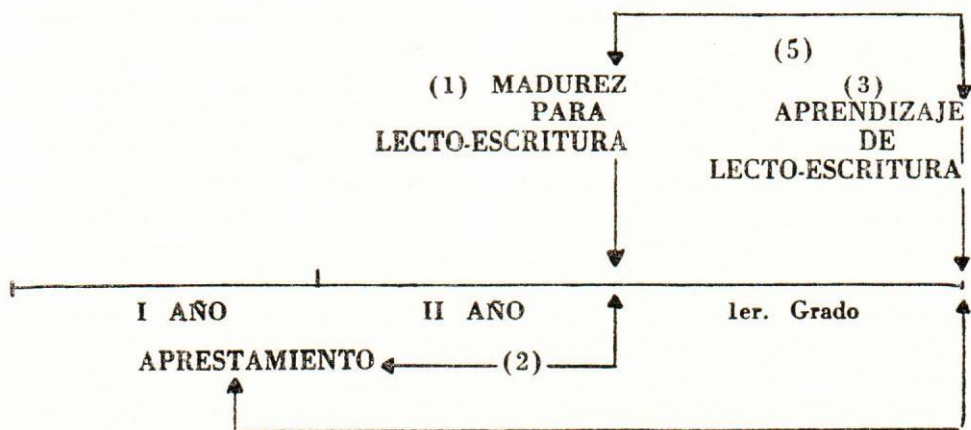 (5)
(1) MADUREZ
PARA
LECTO-ESCRITURA
(3)
APRENDIZAJE
DE
LECTO-ESCRITURA
I AÑO
II AÑO
1er. Grado
APRESTAMIENTO
(2)